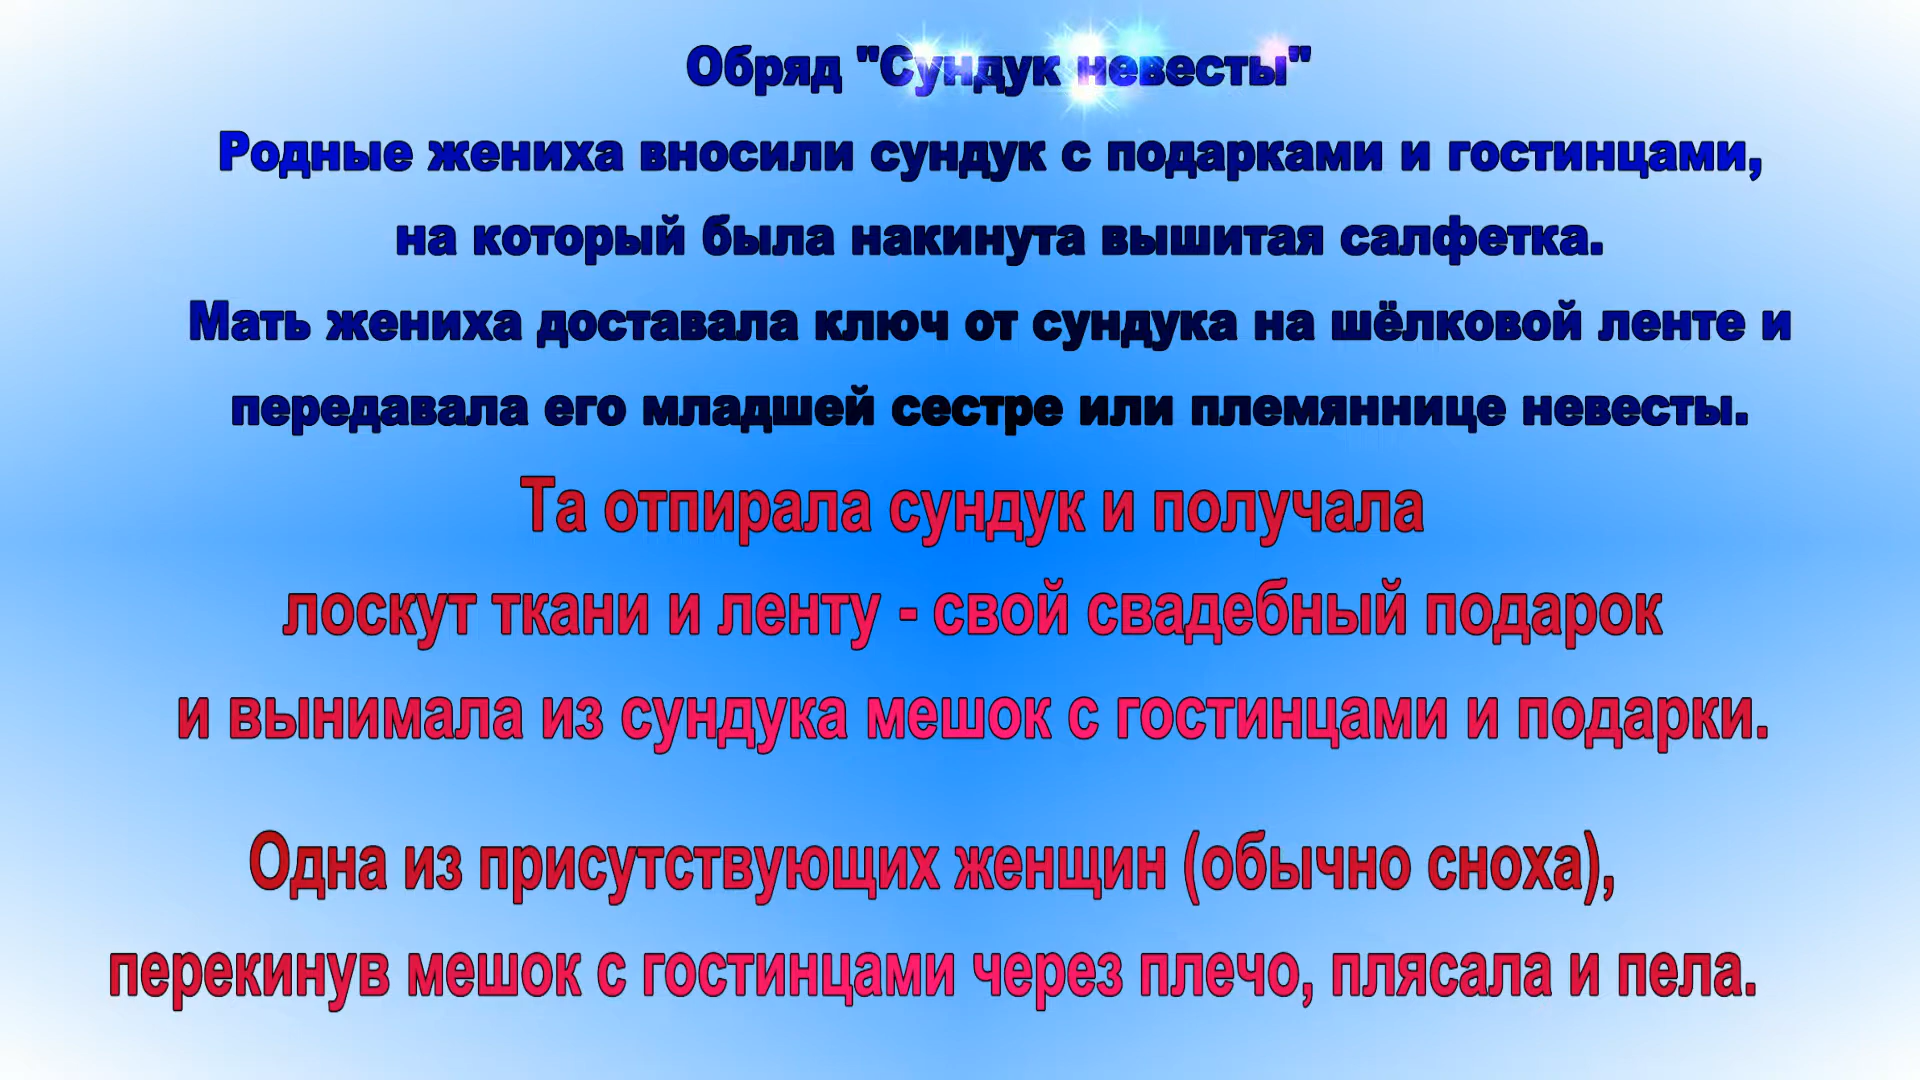 Обряд "Сундук невесты"
Родные жениха вносили сундук с подарками и гостинцами,
на который была накинута вышитая салфетка.
Мать жениха доставала ключ от сундука на шёлковой ленте и
передавала его младшей сестре или племяннице невесты.
Та отпирала сундук и получала
лоскут ткани и ленту - свой свадебный подарок
и вынимала из сундука мешок с гостинцами и подарки.
Одна из присутствующих женщин (обычно сноха),
перекинув мешок с гостинцами через плечо, плясала и пела.